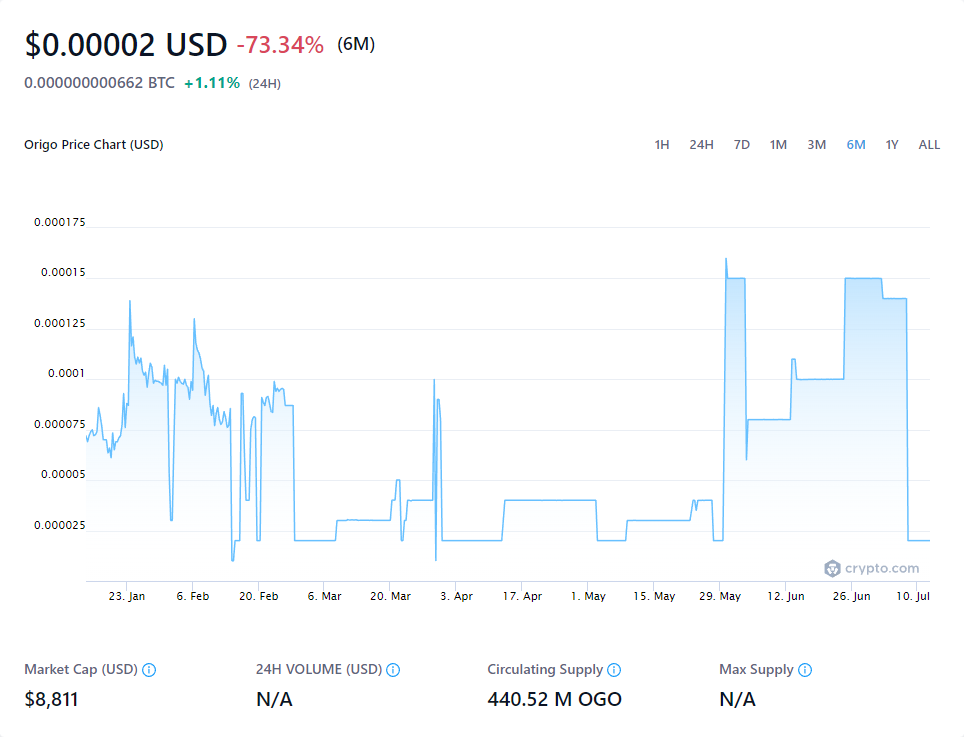 $0.00002 USD -73.34% (6M)
0.000000000662 BTC +1.11% (24H)
Origo Price Chart (USD) 1H 24H 7D 1M 3M 6M 1Y ALL
0.000175
0.00015
0.000125
0.0001
0.000075
0.00005
0.000025
crypto.com
23. Jan 6. Feb 20. Feb 6. Mar 20. Mar 3. Apr 17. Apr 1. May 15. May 29. May 12. Jun 26. Jun 10. Jul
Market Cap (USD) 24H VOLUME (USD) Circulating Supply Max Supply
$8,811 N/A 440.52 M OGO N/A